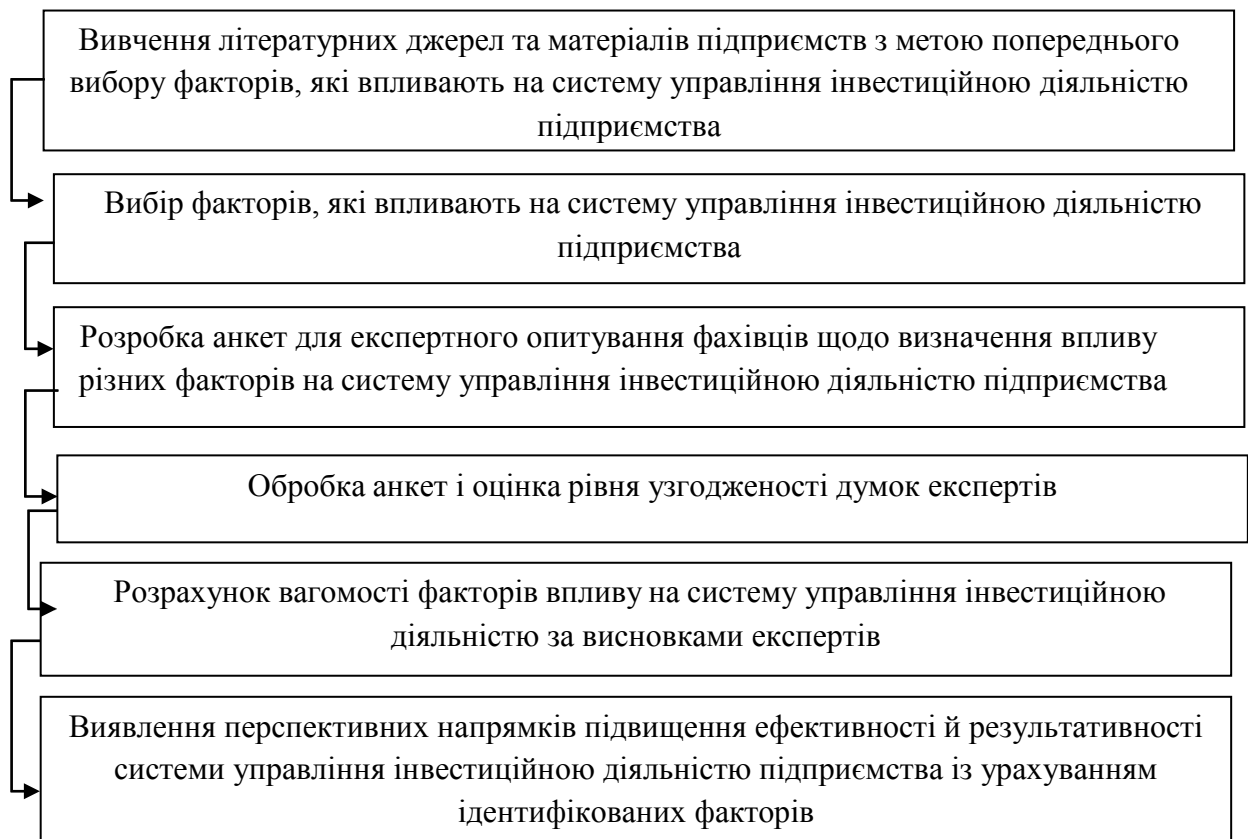 Вивчення літературних джерел та матеріалів підприємств з метою попереднього
вибору факторів, які впливають на систему управління інвестиційною діяльністю
підприємства
Вибір факторів, які впливають на систему управління інвестиційною діяльністю
підприємства
Розробка анкет для експертного опитування фахівців щодо визначення впливу
різних факторів на систему управління інвестиційною діяльністю підприємства
Обробка анкет і оцінка рівня узгодженості думок експертів
Розрахунок вагомості факторів впливу на систему управління інвестиційною
діяльністю за висновками експертів
Виявлення перспективних напрямків підвищення ефективності й результативності
системи управління інвестиційною діяльністю підприємства із урахуванням
ідентифікованих факторів